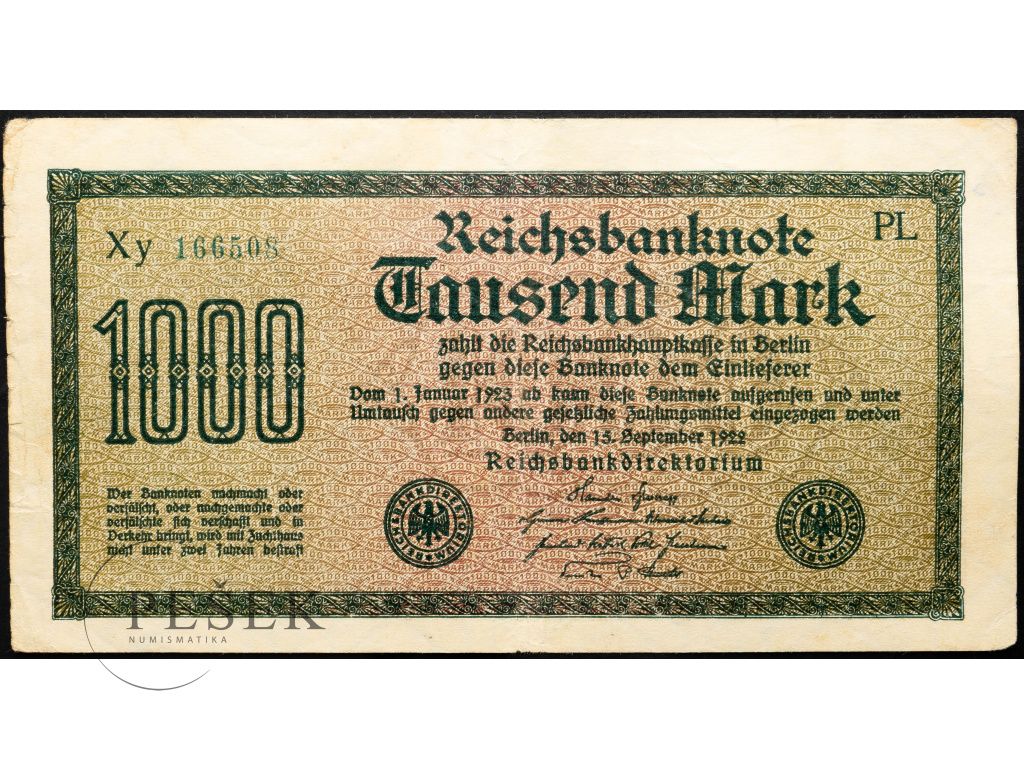 Xy 166508
PL
Reichsbanknote
Tausend Mark
1000
zahlt die Reichsbankhauptkasse in Berlin
gegen diese Banknote dem Einlieferer
Vom 1. Januar 1923 ab kann diese Banknote aufgerufen und unter
Umtausch gegen andere gesetzliche Zahlungsmittel eingezogen werden
Berlin, den 15. September 1922
Reichsbankdirektorium
Wer Banknoten nachmacht oder
verfälscht, oder nachgemachte oder
verfälschte sich verschafft und in
Verkehr bringt, wird mit Zuchthaus
nicht unter zwei Jahren bestraft
REICHSBANKDIREKTORIUM
REICHSBANKDIREKTORIUM
PEŠEK
NUMISMATIKA